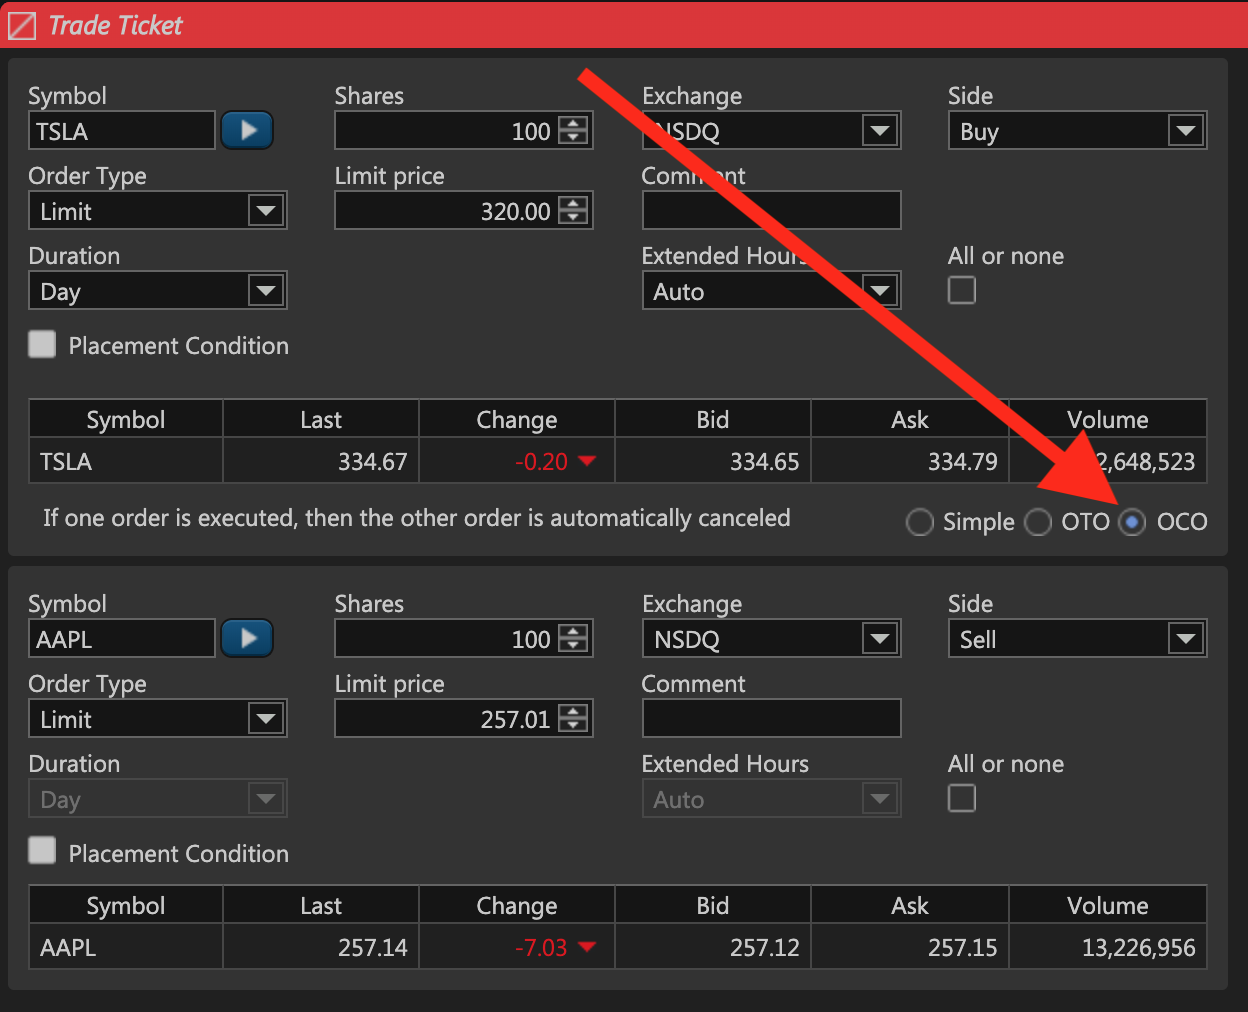 Trade Ticket
Symbol Shares Exchange Side
TSLA 100 NSDQ Buy
Order Type Limit price Comment
Limit 320.00
Duration Extended Hours All or none
Day Auto
Placement Condition
Symbol Last Change Bid Ask Volume
TSLA 334.67 -0.20 334.65 334.79 2,648,523
If one order is executed, then the other order is automatically canceled Simple OTO OCO
Symbol Shares Exchange Side
AAPL 100 NSDQ Sell
Order Type Limit price Comment
Limit 257.01
Duration Extended Hours All or none
Day Auto
Placement Condition
Symbol Last Change Bid Ask Volume
AAPL 257.14 -7.03 257.12 257.15 13,226,956